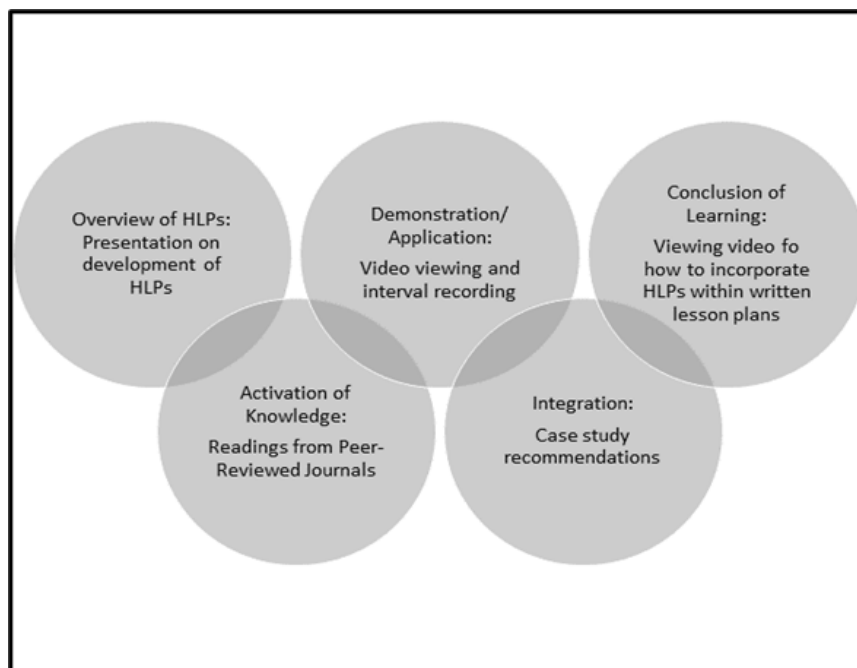 Overview of HLPs:
Presentation on
development of
HLPs
Activation of
Knowledge:
Readings from Peer-
Reviewed Journals
Demonstration/
Application:
Video viewing and
interval recording
Integration:
Case study
recommendations
Conclusion of
Learning:
Viewing video fo
how to incorporate
HLPs within written
lesson plans